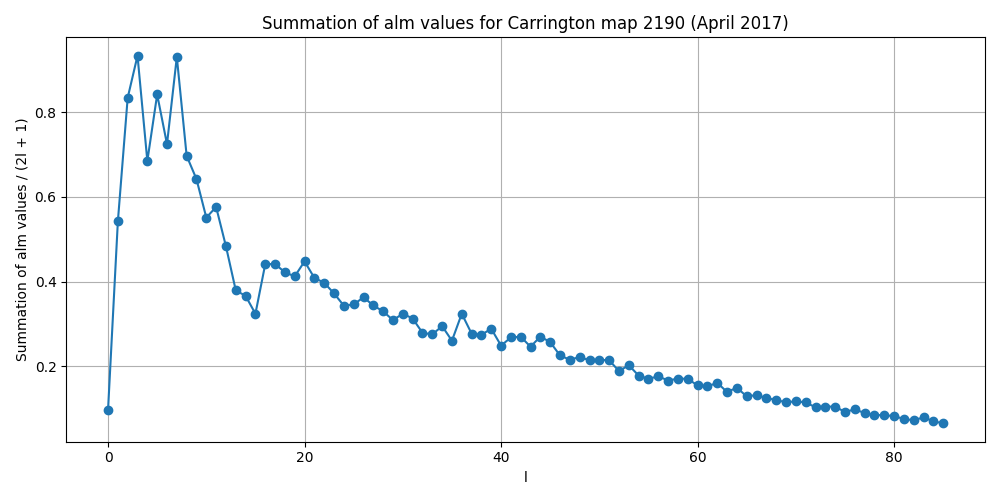 Summation of alm values for Carrington map 2190 (April 2017)
Summation of alm values / (2l + 1)
0.8
0.6
0.4
0.2
0 20 40 60 80
l